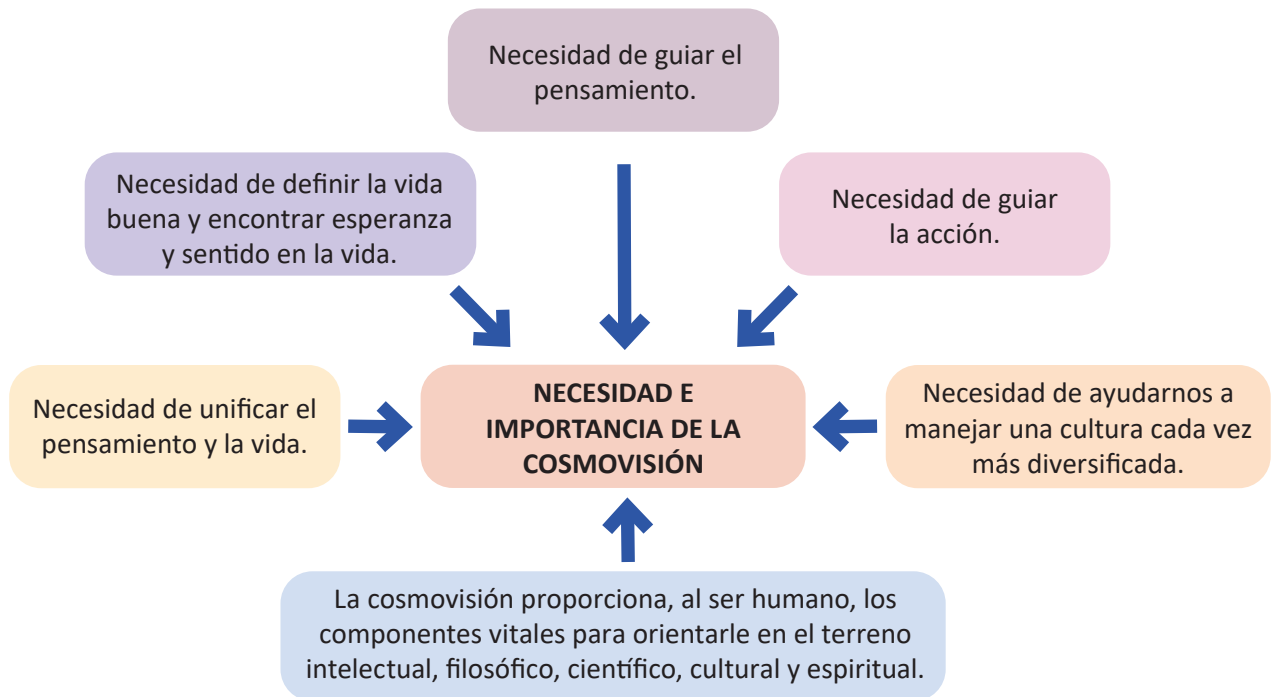 Necesidad de guiar el
pensamiento.
Necesidad de definir la vida
buena y encontrar esperanza
y sentido en la vida.
Necesidad de guiar
la acción.
Necesidad de unificar el
pensamiento y la vida.
NECESIDAD E
IMPORTANCIA DE LA
COSMOVISIÓN
Necesidad de ayudarnos a
manejar una cultura cada vez
más diversificada.
La cosmovisión proporciona, al ser humano, los
componentes vitales para orientarle en el terreno
intelectual, filosófico, científico, cultural y espiritual.